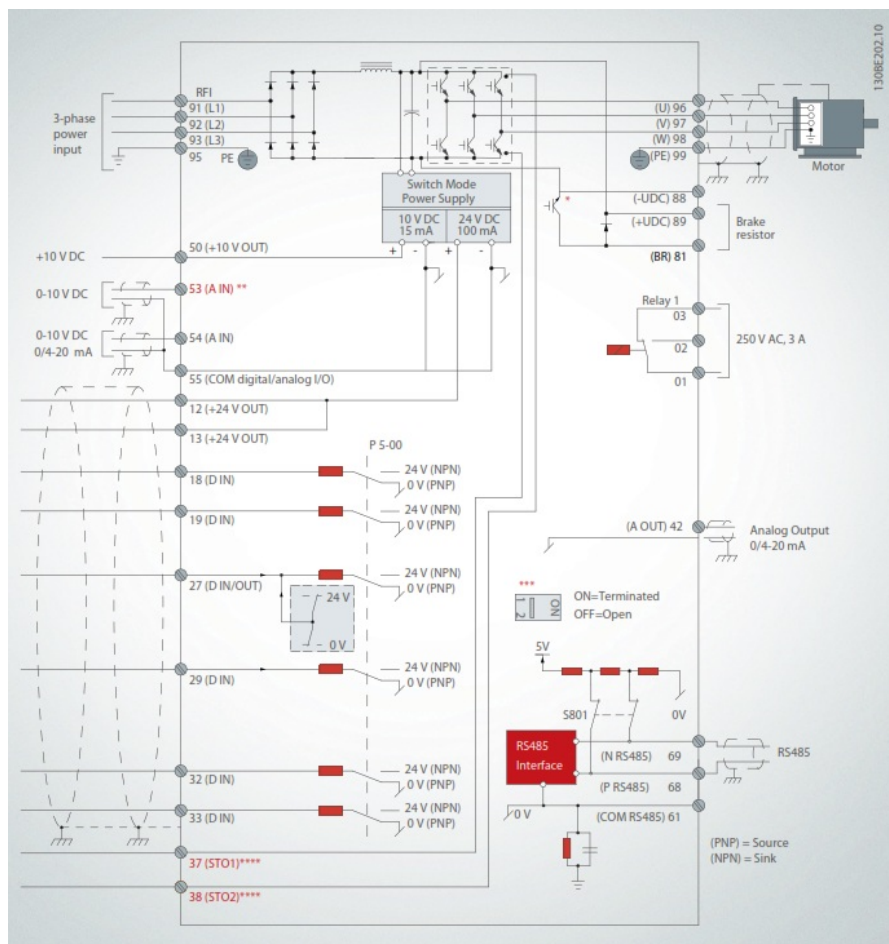 130BE202.10
RFI
91 (L1)
92 (L2)
93 (L3)
95
PE
3-phase
power
input
(U) 96
(V) 97
(W) 98
(PE) 99
Motor
Switch Mode
Power Supply
10 V DC
15 mA
24 V DC
100 mA
+ - + -
*
(-UDC) 88
(+UDC) 89
(BR) 81
Brake
resistor
+10 V DC
50 (+10 V OUT)
0-10 V DC
53 (A IN) **
0-10 V DC
0/4-20 mA
54 (A IN)
55 (COM digital/analog I/O)
12 (+24 V OUT)
13 (+24 V OUT)
Relay 1
03
02
01
250 V AC, 3 A
P 5-00
18 (D IN)
24 V (NPN)
0 V (PNP)
19 (D IN)
24 V (NPN)
0 V (PNP)
27 (D IN/OUT)
24 V (NPN)
0 V (PNP)
24 V
0 V
29 (D IN)
24 V (NPN)
0 V (PNP)
32 (D IN)
24 V (NPN)
0 V (PNP)
33 (D IN)
24 V (NPN)
0 V (PNP)
37 (STO1)****
38 (STO2)****
(A OUT) 42
Analog Output
0/4-20 mA
***
1 2
ON
ON=Terminated
OFF=Open
5V
S801
0V
RS485
Interface
(N RS485) 69
(P RS485) 68
(COM RS485) 61
RS485
0 V
(PNP) = Source
(NPN) = Sink